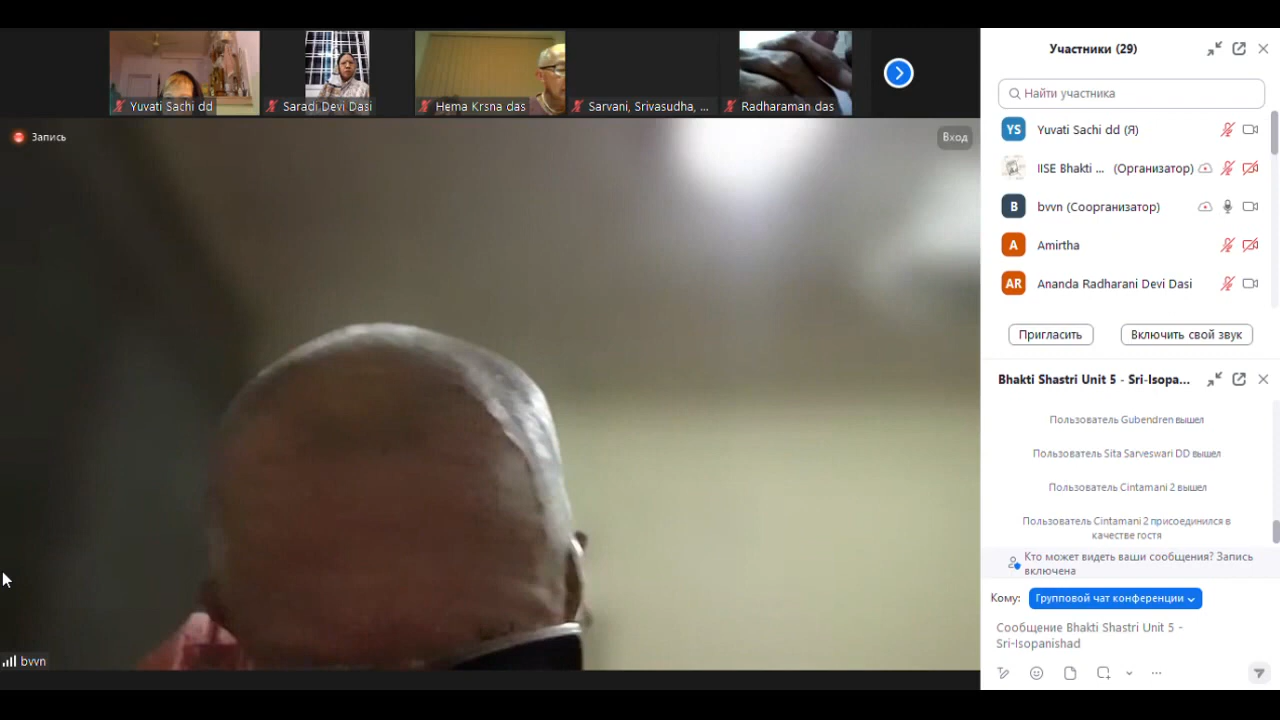 Yuvati Sachi dd
Saradi Devi Dasi
Hema Krsna das
Sarvani, Srivasudha, ...
Radharaman das
Запись
Вход
bvvn
Участники (29)
Найти участника
YS Yuvati Sachi dd (Я)
IISE Bhakti ... (Организатор)
B bvvn (Соорганизатор)
A Amirtha
AR Ananda Radharani Devi Dasi
Пригласить
Включить свой звук
Bhakti Shastri Unit 5 - Sri-Isopa...
Пользователь Gubendren вышел
Пользователь Sita Sarveswari DD вышел
Пользователь Cintamani 2 вышел
Пользователь Cintamani 2 присоединился в
качестве гостя
Кто может видеть ваши сообщения? Запись
включена
Кому: Групповой чат конференции
Сообщение Bhakti Shastri Unit 5 -
Sri-Isopanishad